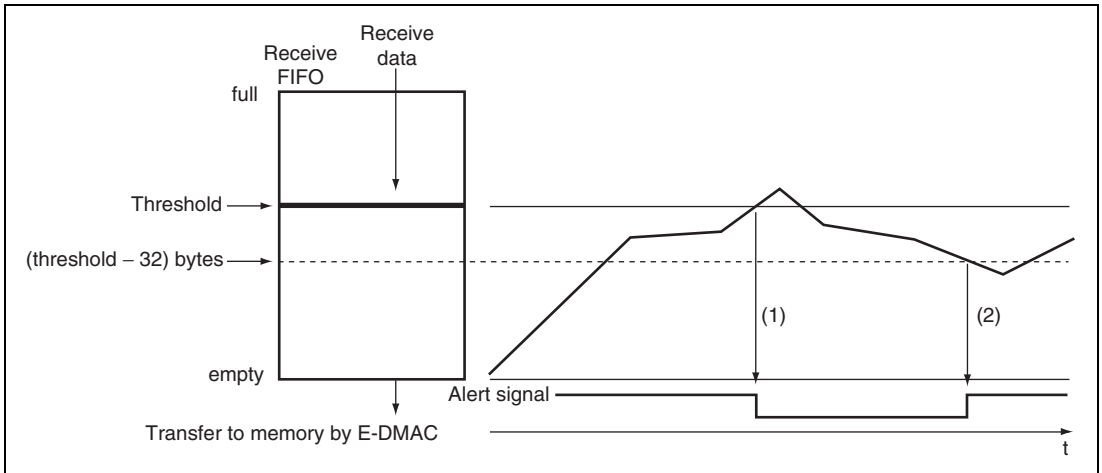 Receive
data
Receive
FIFO
full
Threshold
(threshold – 32) bytes
(1)
(2)
empty
Alert signal
Transfer to memory by E-DMAC
t